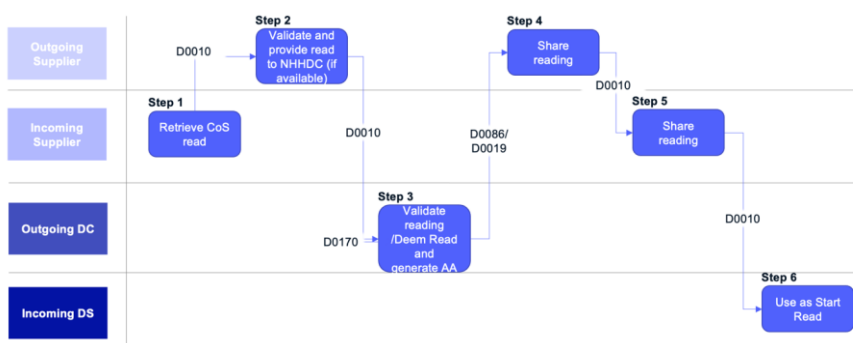 Step 2
Step 4
Outgoing
Supplier
D0010
Validate and
provide read
to NHHDC (if
available)
Share
reading
D0010
Step 1
Step 5
Incoming
Supplier
Retrieve CoS
read
D0010
D0086/
D0019
Share
reading
Step 3
Outgoing DC
D0170
Validate
reading
/Deem Read
and
generate AA
D0010
Step 6
Incoming DS
Use as Start
Read